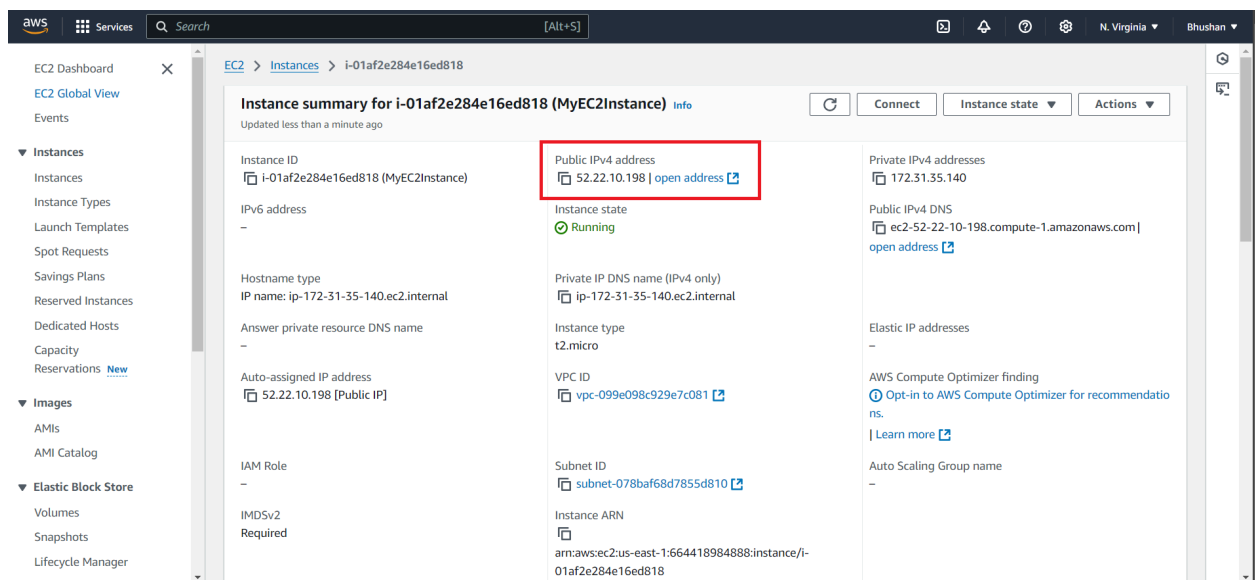 aws Services Search [Alt+S] N. Virginia ▼ Bhushan ▼
EC2 Dashboard
EC2 Global View
Events
▼ Instances
Instances
Instance Types
Launch Templates
Spot Requests
Savings Plans
Reserved Instances
Dedicated Hosts
Capacity
Reservations New
▼ Images
AMIs
AMI Catalog
▼ Elastic Block Store
Volumes
Snapshots
Lifecycle Manager
EC2 > Instances > i-01af2e284e16ed818
Instance summary for i-01af2e284e16ed818 (MyEC2Instance) Info
Updated less than a minute ago
Connect Instance state ▼ Actions ▼
Instance ID
i-01af2e284e16ed818 (MyEC2Instance)
Public IPv4 address
52.22.10.198 | open address
Private IPv4 addresses
172.31.35.140
IPv6 address
–
Instance state
Running
Public IPv4 DNS
ec2-52-22-10-198.compute-1.amazonaws.com |
open address
Hostname type
IP name: ip-172-31-35-140.ec2.internal
Private IP DNS name (IPv4 only)
ip-172-31-35-140.ec2.internal
Answer private resource DNS name
–
Instance type
t2.micro
Elastic IP addresses
–
Auto-assigned IP address
52.22.10.198 [Public IP]
VPC ID
vpc-099e098c929e7c081
AWS Compute Optimizer finding
Opt-in to AWS Compute Optimizer for recommendatio
ns.
| Learn more
IAM Role
–
Subnet ID
subnet-078baf68d7855d810
Auto Scaling Group name
–
IMDSv2
Required
Instance ARN
arn:aws:ec2:us-east-1:664418984888:instance/i-
01af2e284e16ed818